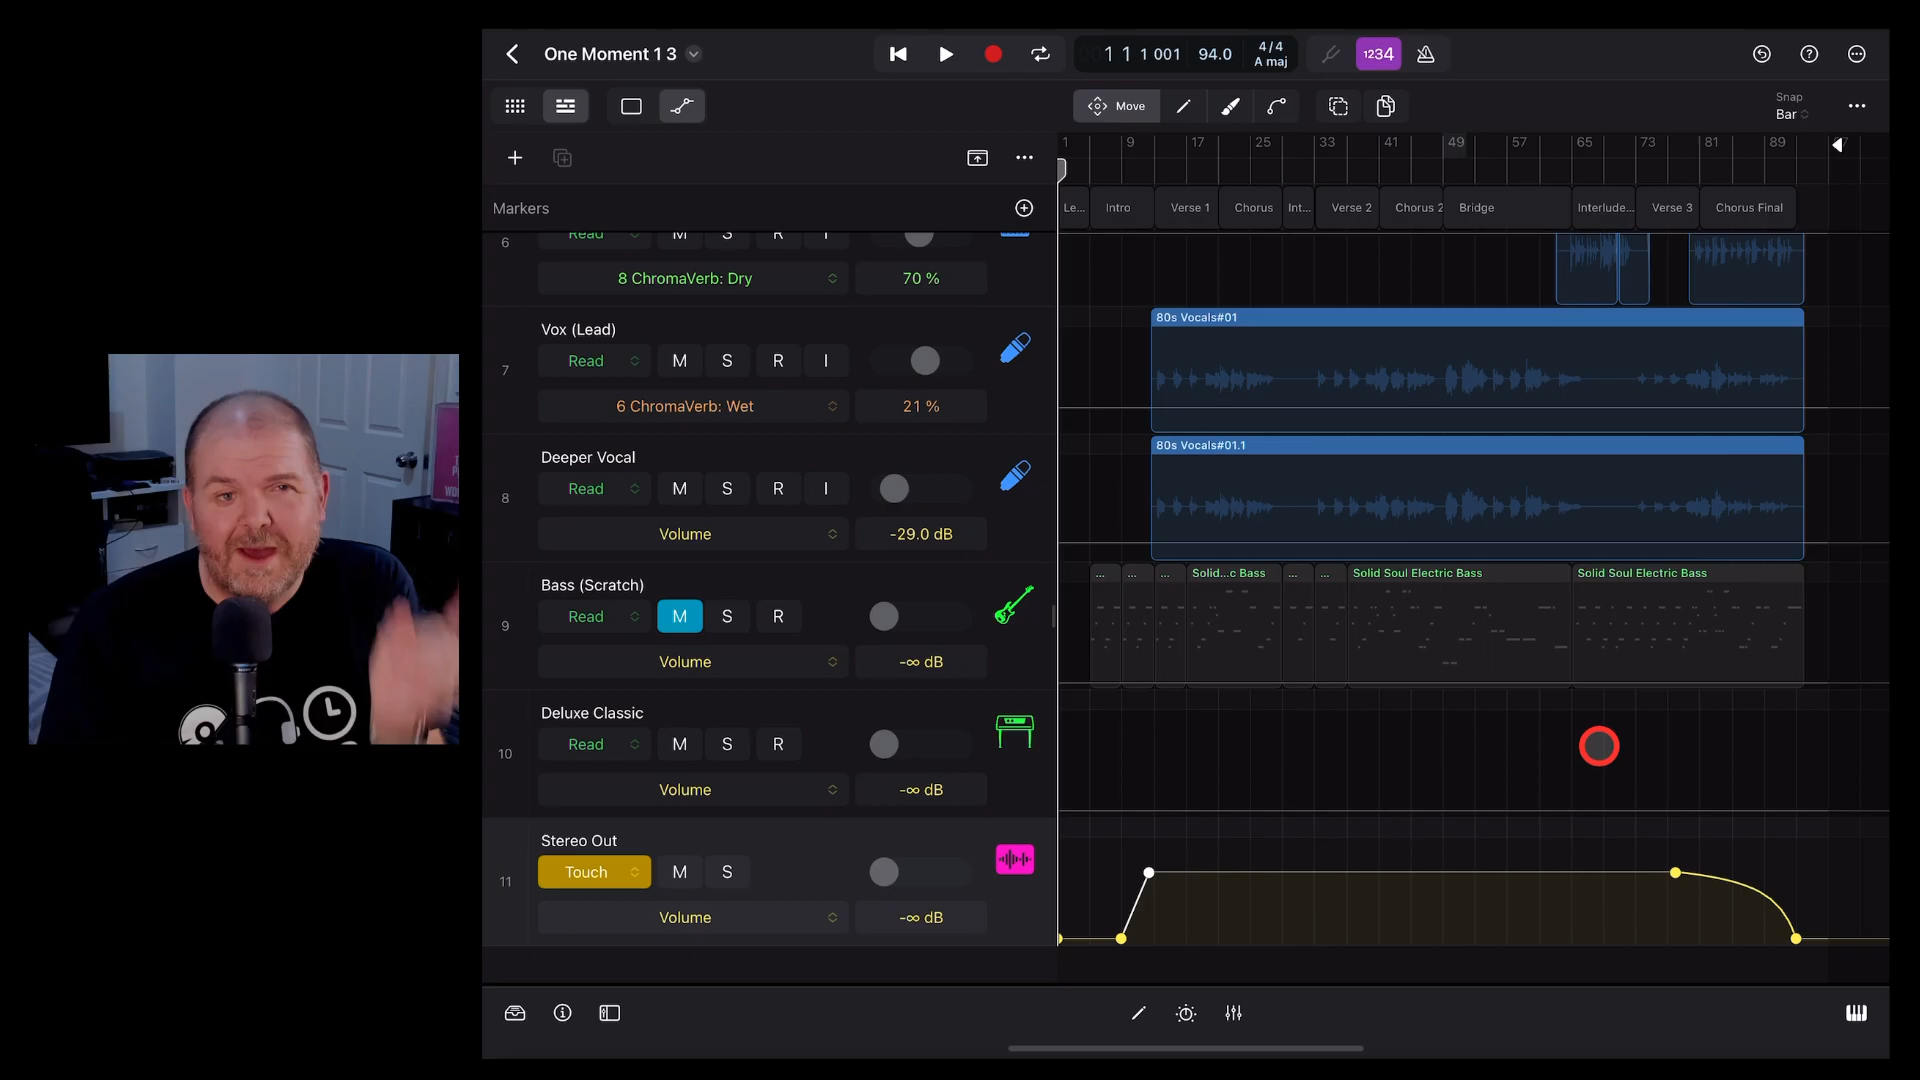 One Moment 1 3
1 1 1 001
94.0
4/4
A maj
1234
Move
Snap
Bar
1 9 17 25 33 41 49 57 65 73 81 89
Markers
Le... Intro Verse 1 Chorus Int... Verse 2 Chorus 2 Bridge Interlude... Verse 3 Chorus Final
6
Read M S R I
8 ChromaVerb: Dry 70 %
Vox (Lead)
7
Read M S R I
6 ChromaVerb: Wet 21 %
80s Vocals#01
Deeper Vocal
8
Read M S R I
Volume -29.0 dB
80s Vocals#01.1
Bass (Scratch)
9
Read M S R
Volume -∞ dB
... ... ... Solid...c Bass ... ... Solid Soul Electric Bass Solid Soul Electric Bass
Deluxe Classic
10
Read M S R
Volume -∞ dB
Stereo Out
11
Touch M S
Volume -∞ dB